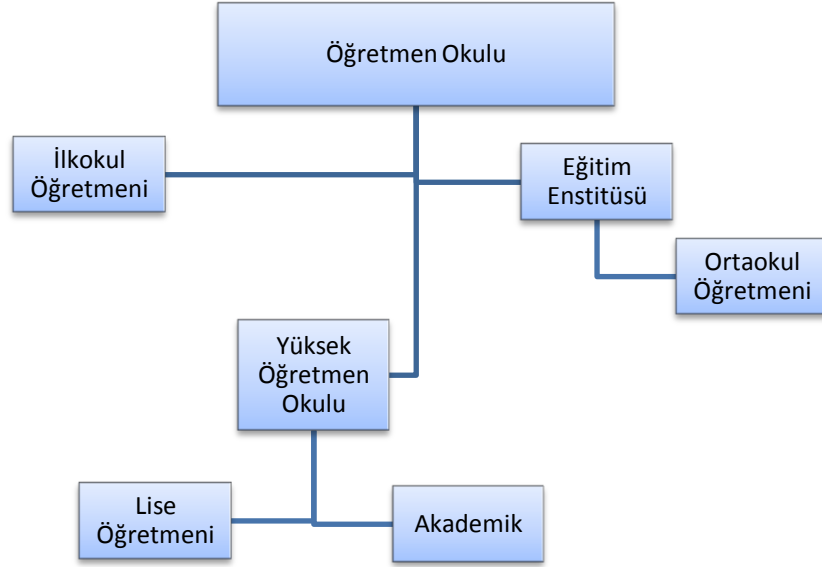 Öğretmen Okulu
İlkokul
Öğretmeni
Eğitim
Enstitüsü
Ortaokul
Öğretmeni
Yüksek
Öğretmen
Okulu
Lise
Öğretmeni
Akademik